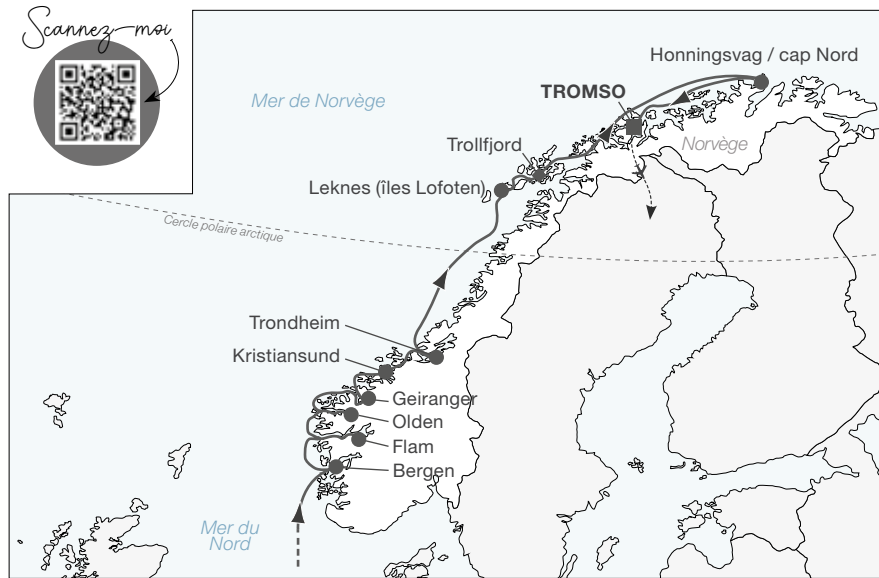 Scannez-moi
Honningsvag / cap Nord
TROMSO
Mer de Norvège
Norvège
Trollfjord
Leknes (îles Lofoten)
Cercle polaire arctique
Trondheim
Kristiansund
Geiranger
Olden
Flam
Bergen
Mer du
Nord